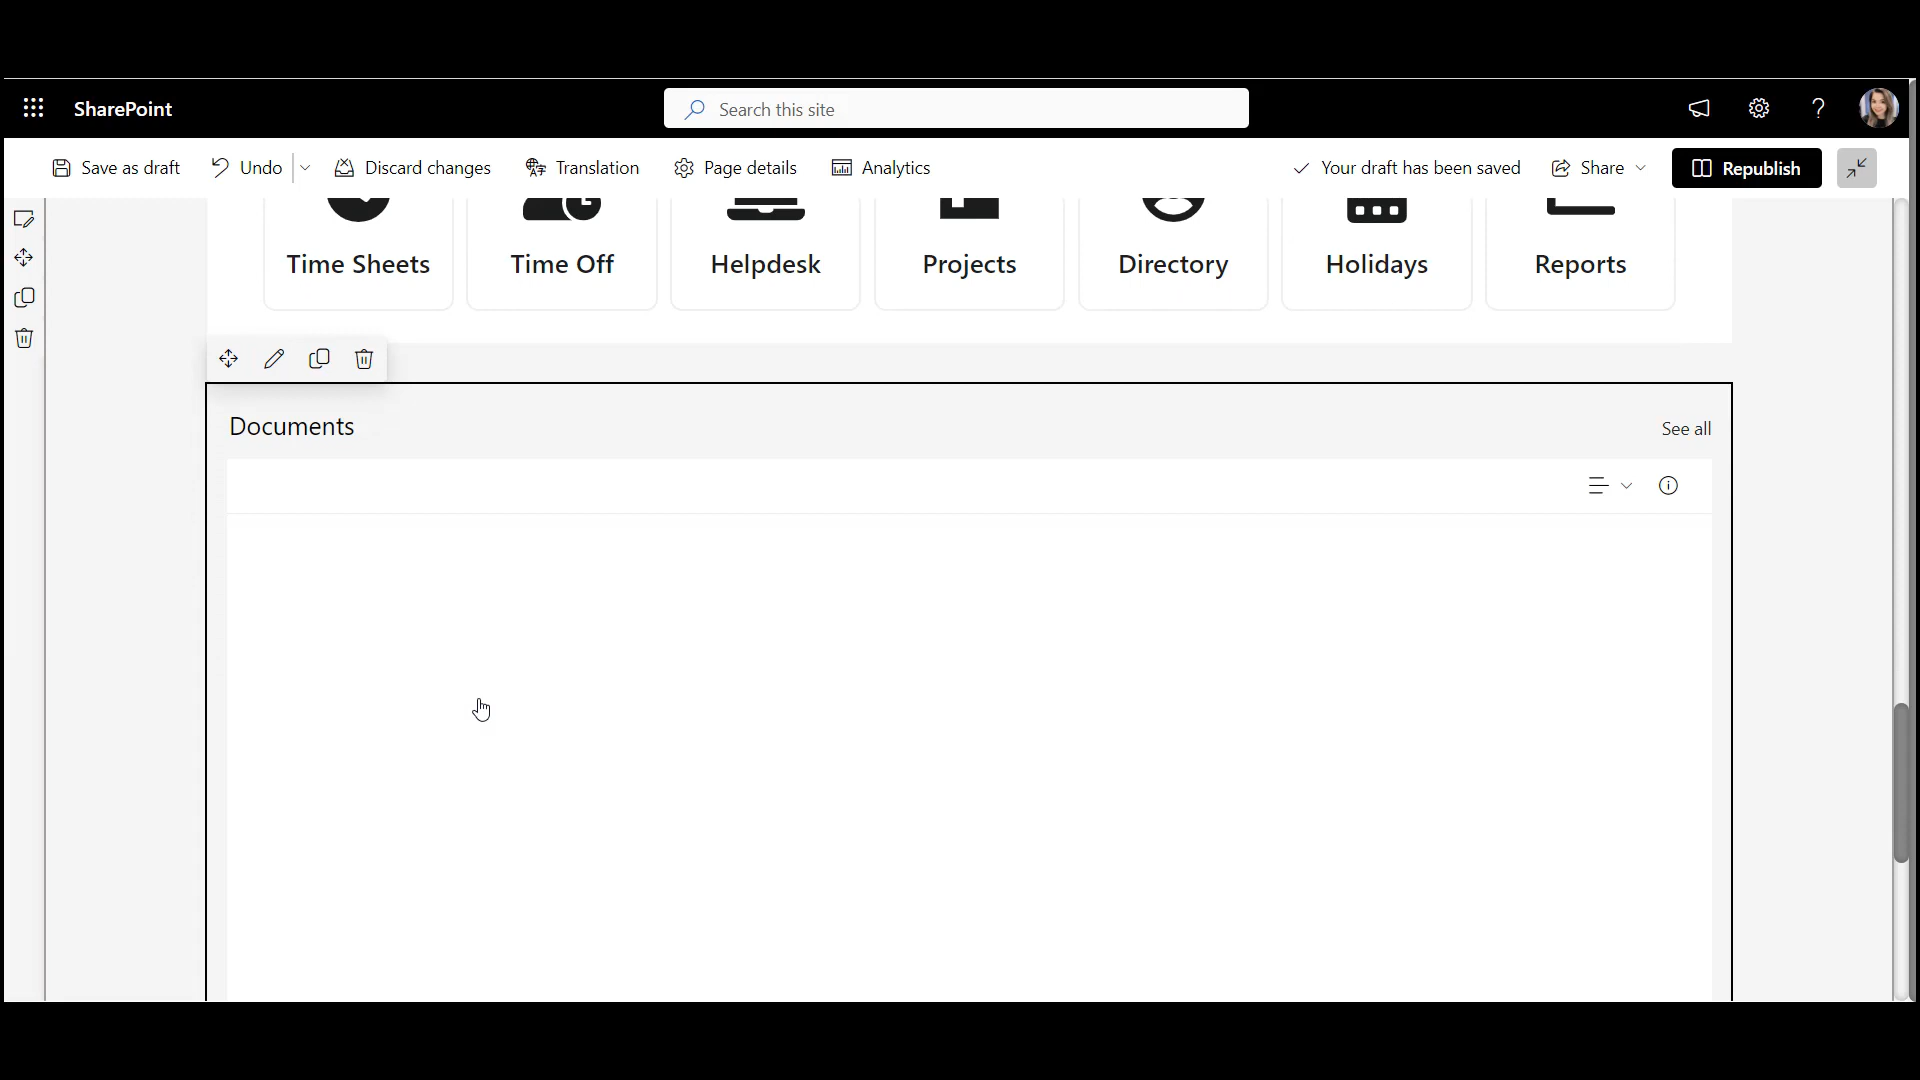 SharePoint
Search this site
Save as draft
Undo
Discard changes
Translation
Page details
Analytics
Your draft has been saved
Share
Republish
Time Sheets
Time Off
Helpdesk
Projects
Directory
Holidays
Reports
Documents
See all